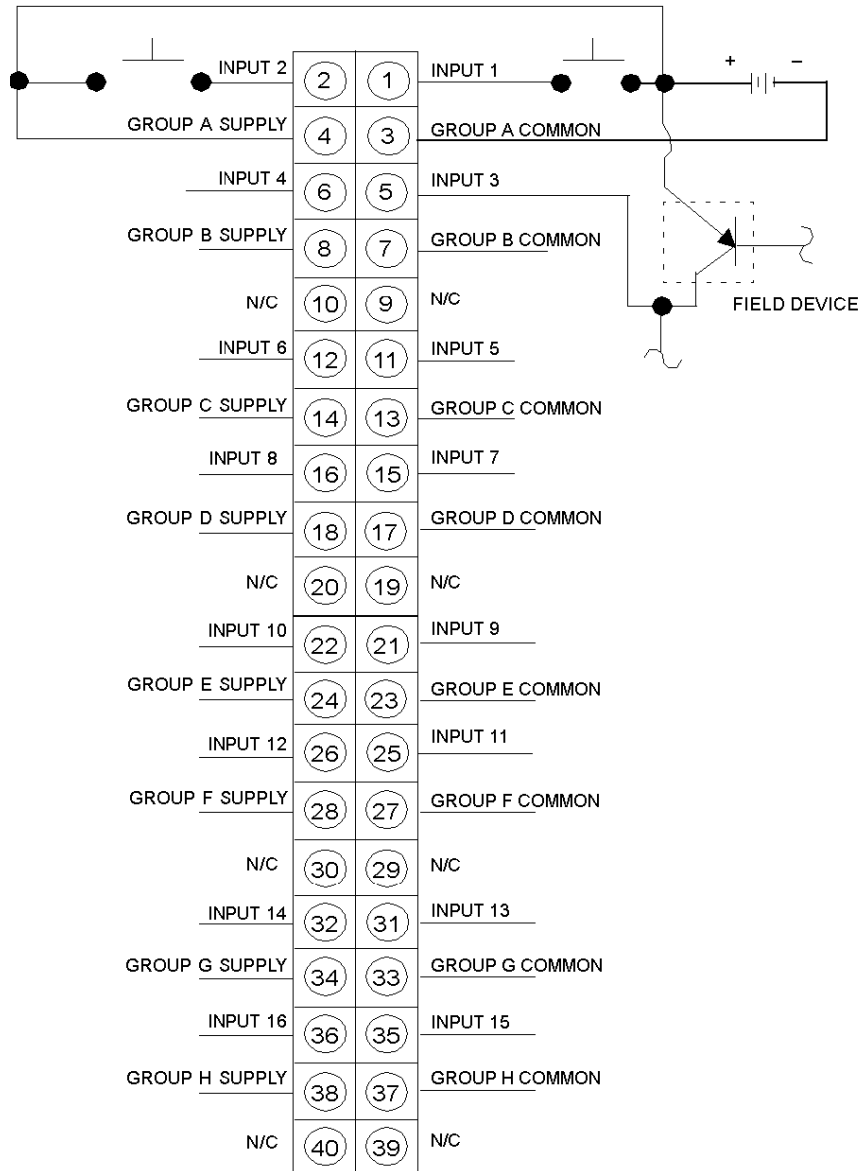 + −
INPUT 2 2 1 INPUT 1
GROUP A SUPPLY 4 3 GROUP A COMMON
INPUT 4 6 5 INPUT 3
GROUP B SUPPLY 8 7 GROUP B COMMON
N/C 10 9 N/C
FIELD DEVICE
INPUT 6 12 11 INPUT 5
GROUP C SUPPLY 14 13 GROUP C COMMON
INPUT 8 16 15 INPUT 7
GROUP D SUPPLY 18 17 GROUP D COMMON
N/C 20 19 N/C
INPUT 10 22 21 INPUT 9
GROUP E SUPPLY 24 23 GROUP E COMMON
INPUT 12 26 25 INPUT 11
GROUP F SUPPLY 28 27 GROUP F COMMON
N/C 30 29 N/C
INPUT 14 32 31 INPUT 13
GROUP G SUPPLY 34 33 GROUP G COMMON
INPUT 16 36 35 INPUT 15
GROUP H SUPPLY 38 37 GROUP H COMMON
N/C 40 39 N/C